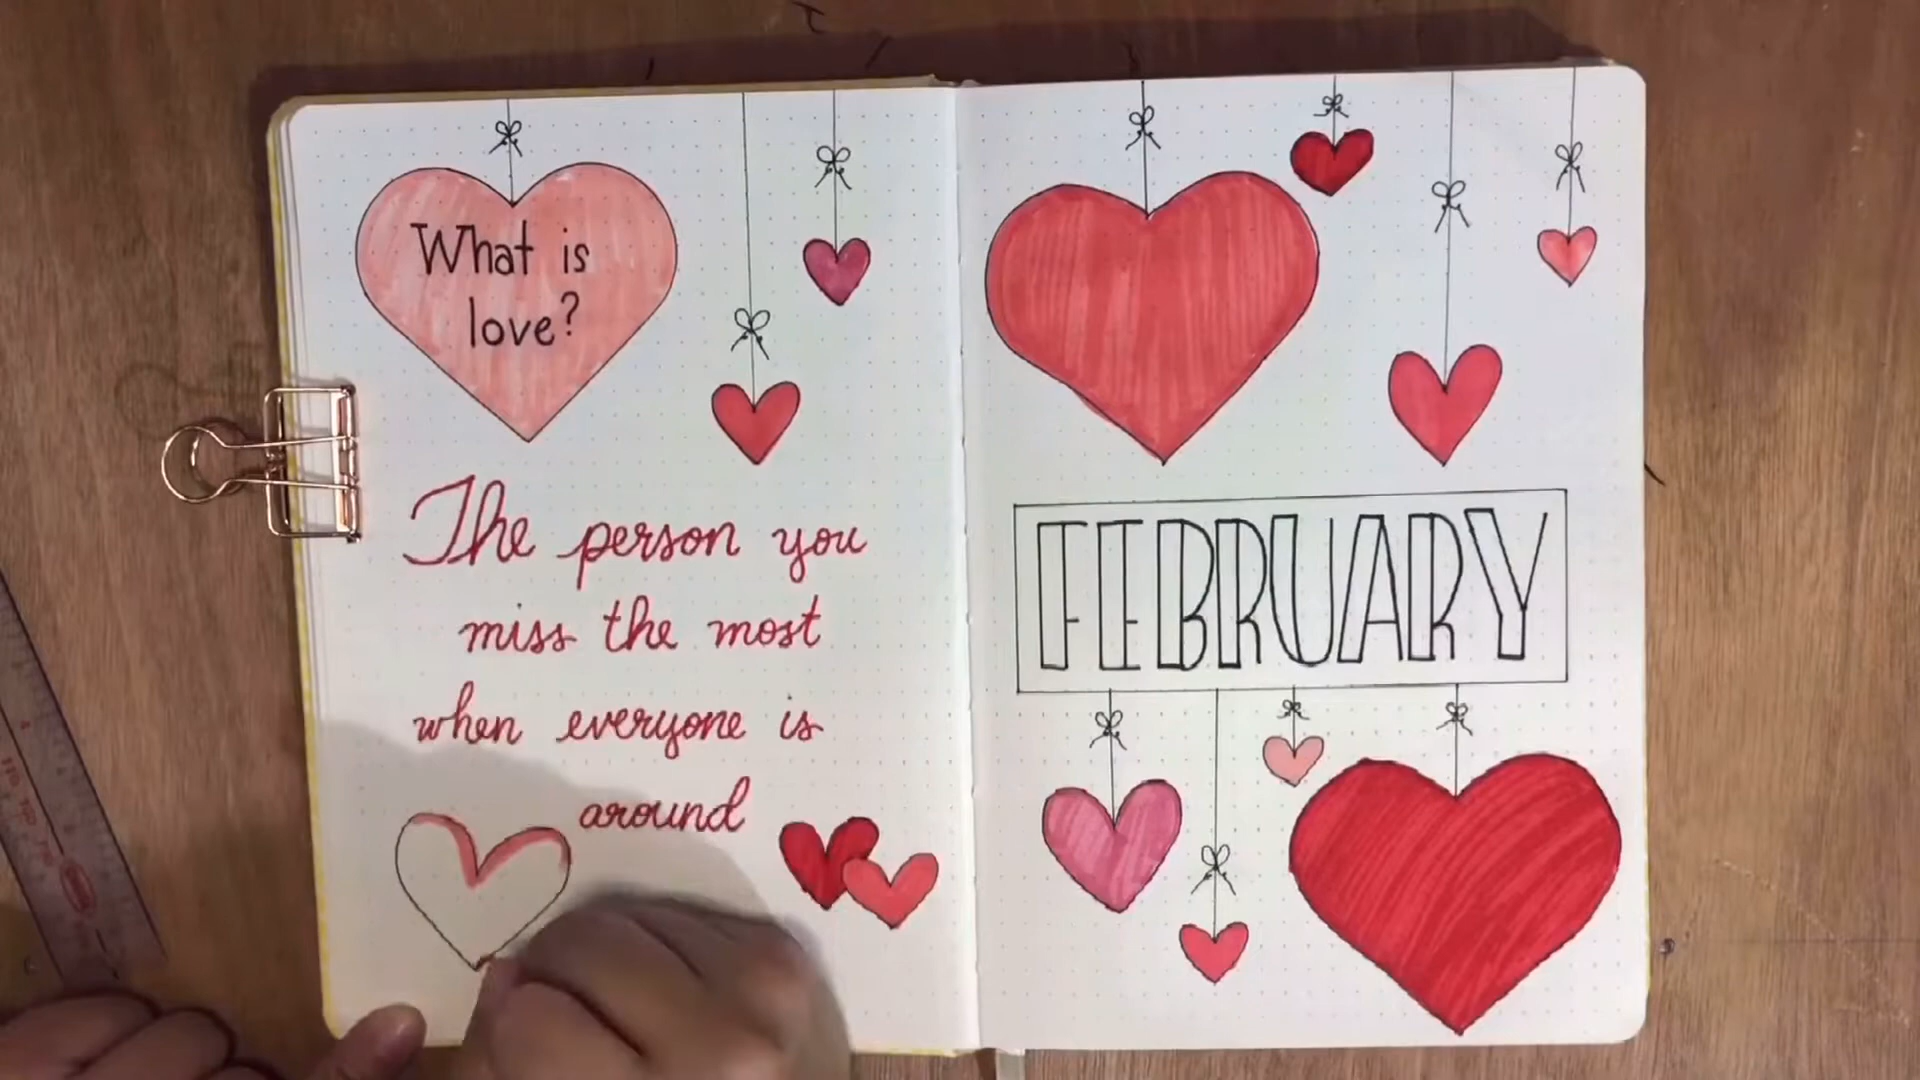 What is
love?
The person you
miss the most
when everyone is
around
FEBRUARY